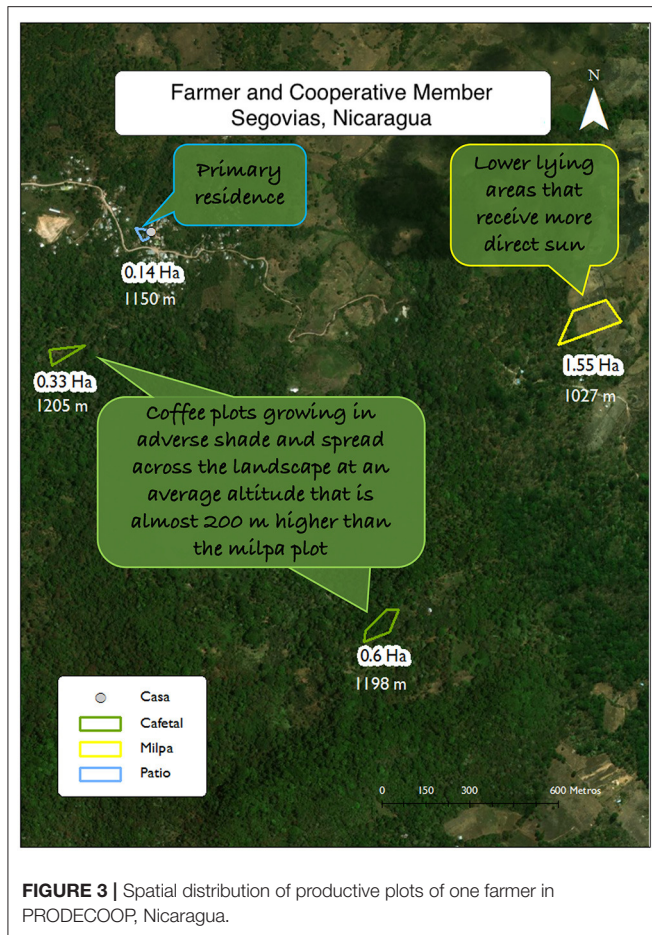 Farmer and Cooperative Member
Segovias, Nicaragua
N
Primary
residence
Lower lying
areas that
receive more
direct sun
0.14 Ha
1150 m
0.33 Ha
1205 m
1.55 Ha
1027 m
Coffee plots growing in
adverse shade and spread
across the landscape at an
average altitude that is
almost 200 m higher than
the milpa plot
0.6 Ha
1198 m
Casa
Cafetal
Milpa
Patio
0 150 300 600 Metros
FIGURE 3 | Spatial distribution of productive plots of one farmer in
PRODECOOP, Nicaragua.